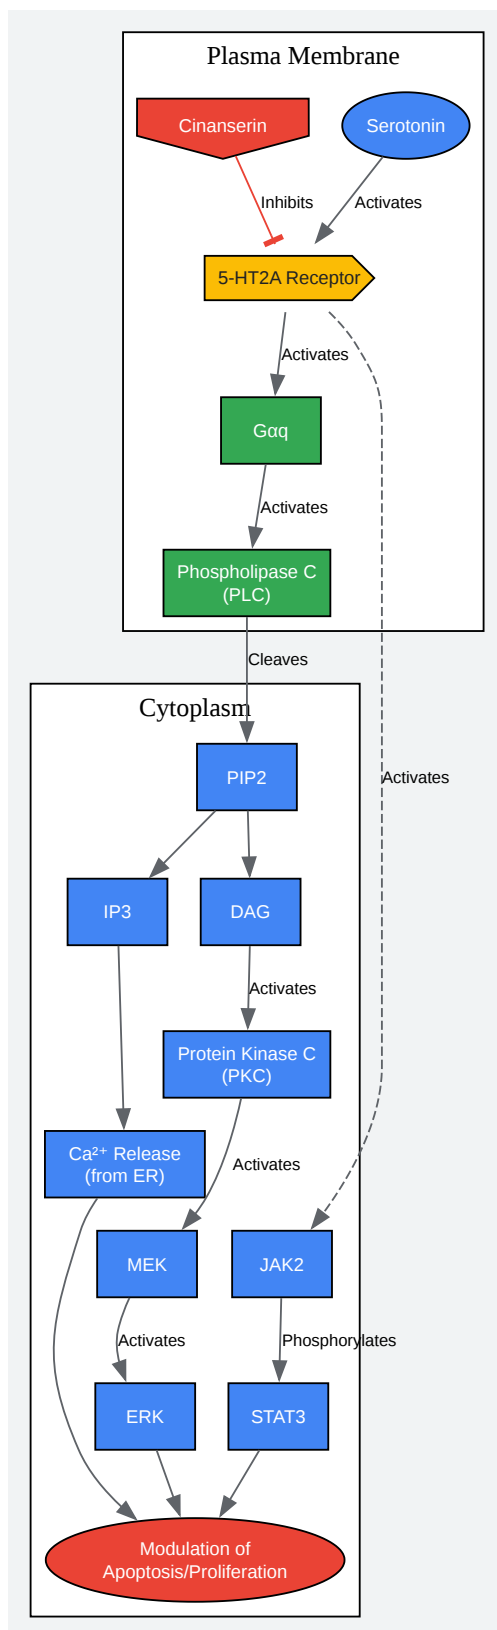 Plasma Membrane
Cinanserin
Serotonin
Inhibits
Activates
5-HT2A Receptor
Activates
Gαq
Activates
Phospholipase C
(PLC)
Cleaves
Cytoplasm
PIP2
Activates
IP3
DAG
Activates
Protein Kinase C
(PKC)
Ca²⁺ Release
(from ER)
Activates
MEK
JAK2
Activates
Phosphorylates
ERK
STAT3
Modulation of
Apoptosis/Proliferation